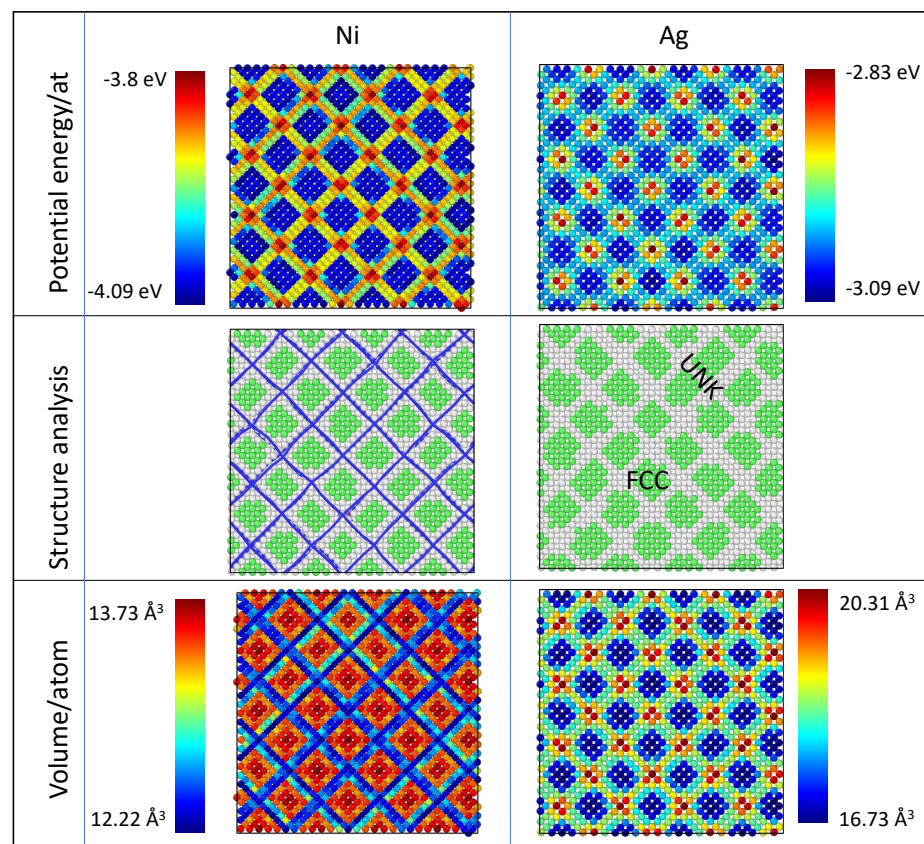 Ni
Ag
Potential energy/at
-3.8 eV
-4.09 eV
-2.83 eV
-3.09 eV
Structure analysis
UNK
FCC
Volume/atom
13.73 Å³
12.22 Å³
20.31 Å³
16.73 Å³